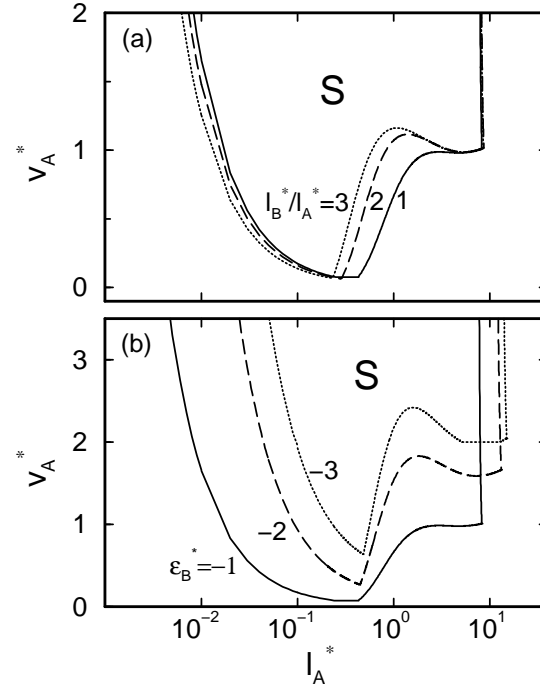 2
(a)
S
v_A^*
1
l_B^*/l_A^*=3 2 1
0
(b)
3
S
v_A^*
2
−3
1
−2
ε_B^*=−1
0
10^−2 10^−1 10^0 10^1
l_A^*